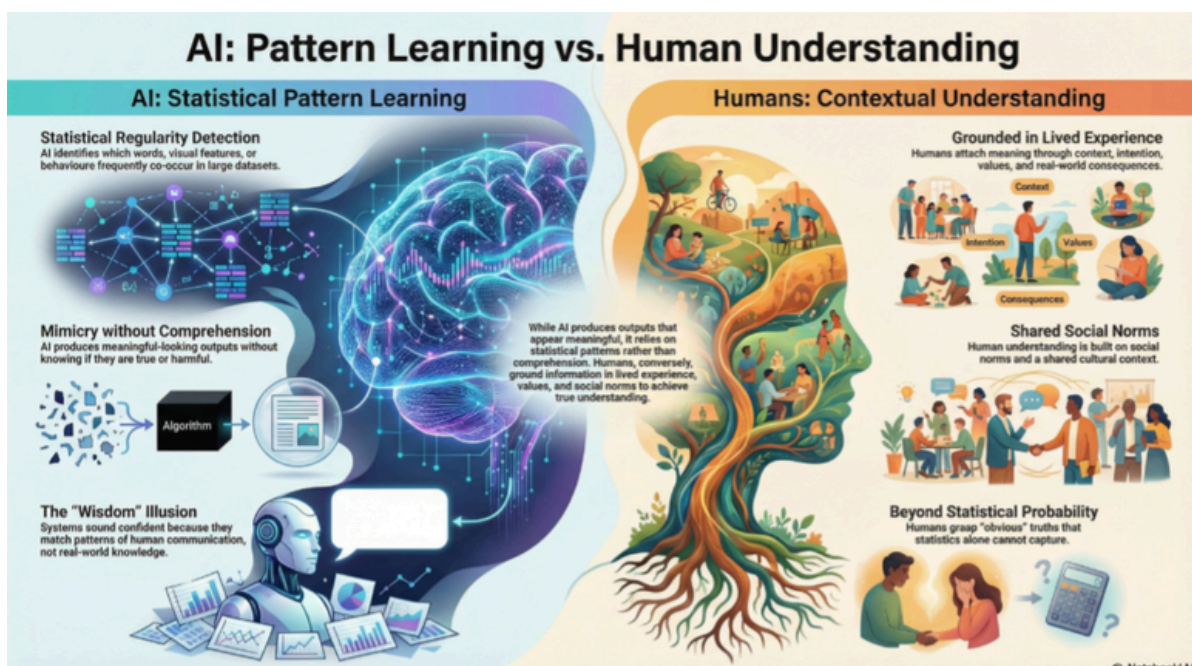 AI: Pattern Learning vs. Human Understanding
AI: Statistical Pattern Learning
Statistical Regularity Detection
AI identifies which words, visual features, or
behavioure frequently co-occur in large datasets.
Mimicry without Comprehension
AI produces meaningful-looking outputs without
knowing if they are true or harmful.
Algorithm
The "Wisdom" Illusion
Systems sound confident because they
match patterns of human communication,
not real-world knowledge.
While AI produces outputs that
appear meaningful, it relies on
statistical patterns rather than
comprehension. Humans, conversely,
ground information in lived experience,
values, and social norms to achieve
true understanding.
Humans: Contextual Understanding
Grounded in Lived Experience
Humans attach meaning through context, intention,
values, and real-world consequences.
Context
Intention
Values
Consequences
Shared Social Norms
Human understanding is built on social
norms and a shared cultural context.
Beyond Statistical Probability
Humans graap "obvious" truths that
statistics alone cannot capture.
? ?